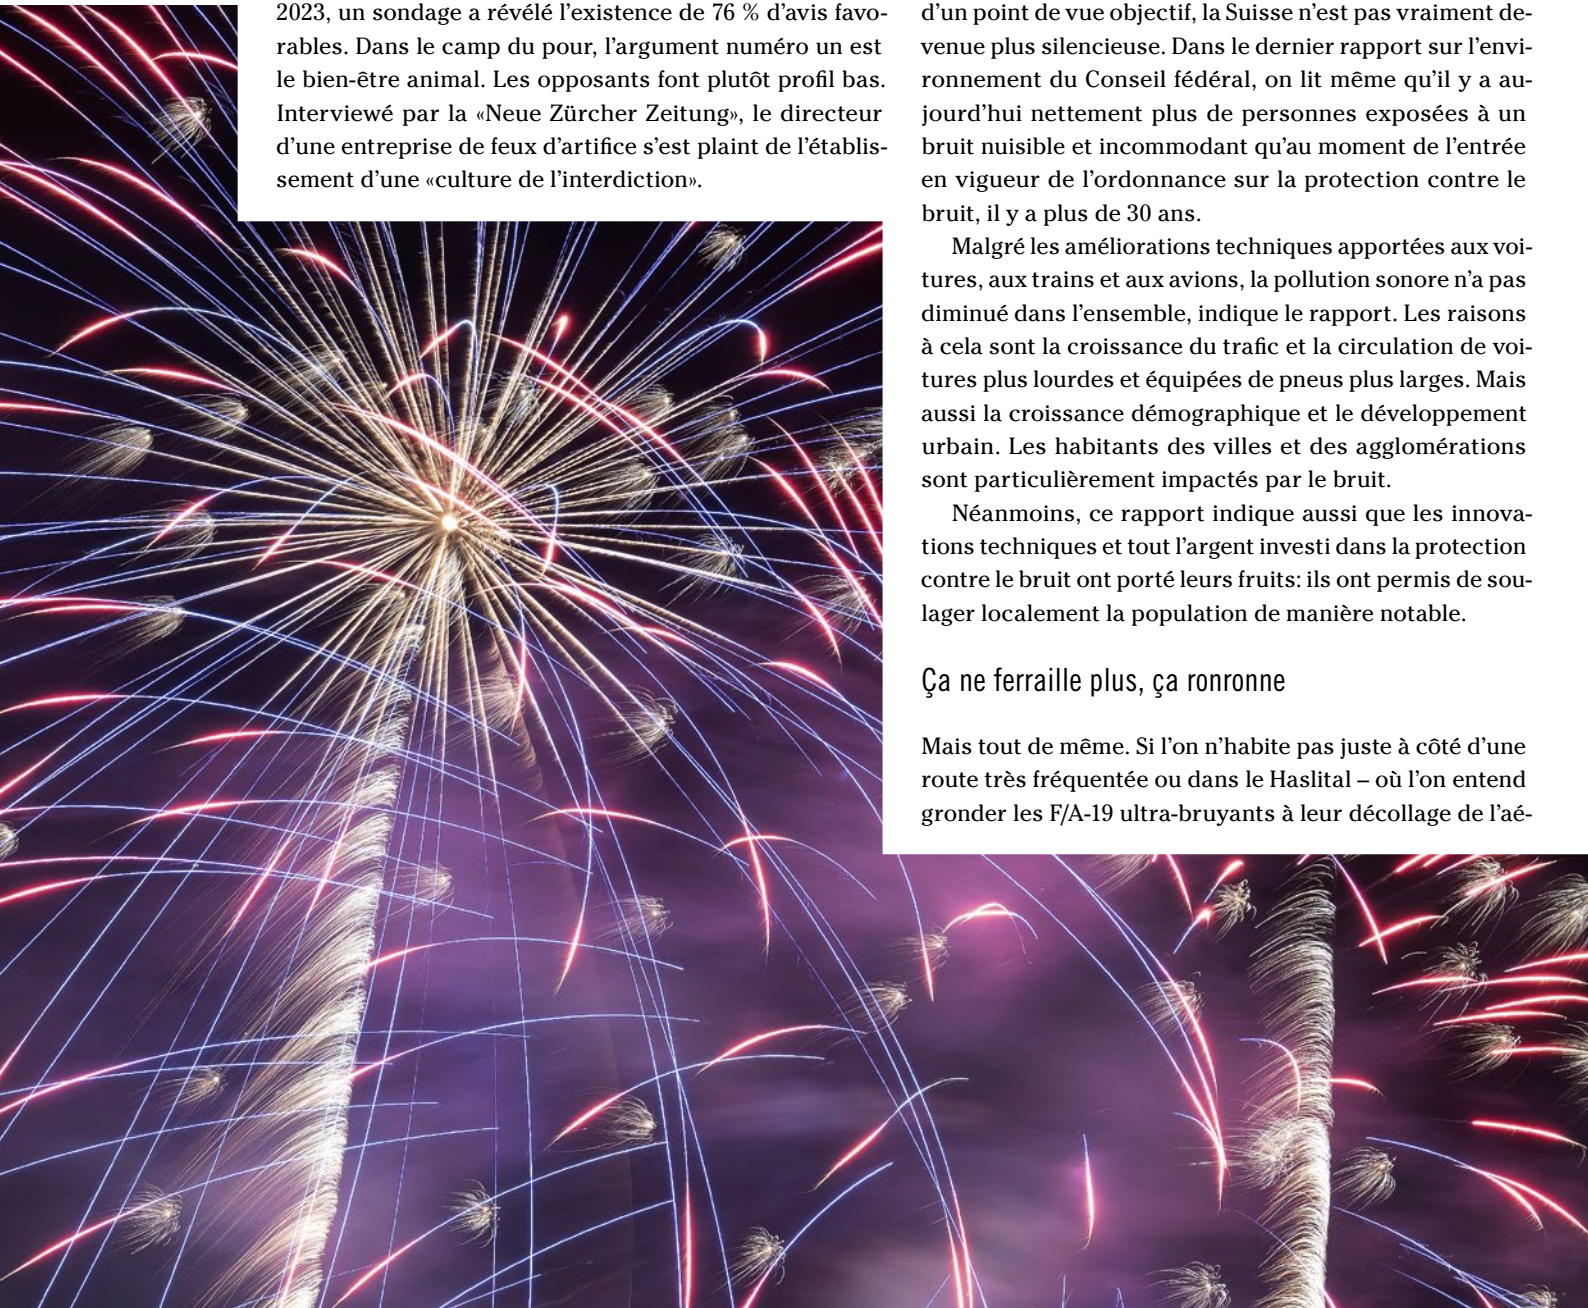 2023, un sondage a révélé l'existence de 76 % d'avis favo-
rables. Dans le camp du pour, l'argument numéro un est
le bien-être animal. Les opposants font plutôt profil bas.
Interviewé par la «Neue Zürcher Zeitung», le directeur
d'une entreprise de feux d'artifice s'est plaint de l'établis-
sement d'une «culture de l'interdiction».
d'un point de vue objectif, la Suisse n'est pas vraiment de-
venue plus silencieuse. Dans le dernier rapport sur l'envi-
ronnement du Conseil fédéral, on lit même qu'il y a au-
jourd'hui nettement plus de personnes exposées à un
bruit nuisible et incommodant qu'au moment de l'entrée
en vigueur de l'ordonnance sur la protection contre le
bruit, il y a plus de 30 ans.
Malgré les améliorations techniques apportées aux voi-
tures, aux trains et aux avions, la pollution sonore n'a pas
diminué dans l'ensemble, indique le rapport. Les raisons
à cela sont la croissance du trafic et la circulation de voi-
tures plus lourdes et équipées de pneus plus larges. Mais
aussi la croissance démographique et le développement
urbain. Les habitants des villes et des agglomérations
sont particulièrement impactés par le bruit.
Néanmoins, ce rapport indique aussi que les innova-
tions techniques et tout l'argent investi dans la protection
contre le bruit ont porté leurs fruits: ils ont permis de sou-
lager localement la population de manière notable.
Ça ne ferraille plus, ça ronronne
Mais tout de même. Si l'on n'habite pas juste à côté d'une
route très fréquentée ou dans le Haslital – où l'on entend
gronder les F/A-19 ultra-bruyants à leur décollage de l'aé-